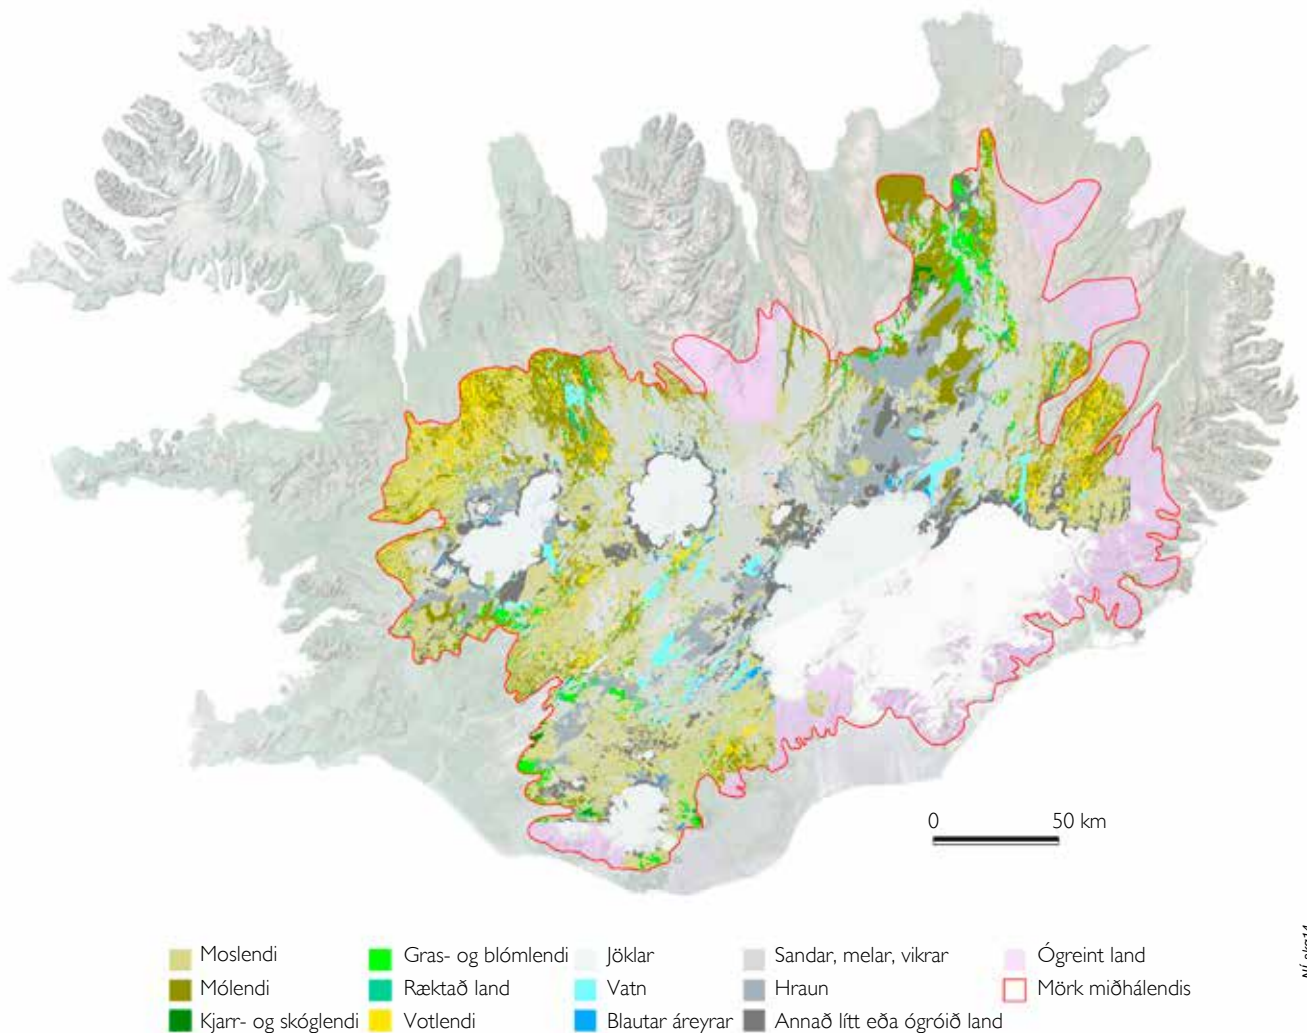 0 50 km
Moslendi
Mólendi
Kjarr- og skóglendi
Gras- og blómlendi
Ræktað land
Votlendi
Jöklar
Vatn
Blautar áreyrar
Sandar, melar, vikrar
Hraun
Annað lítt eða ógróið land
Ógreint land
Mörk miðhálendis